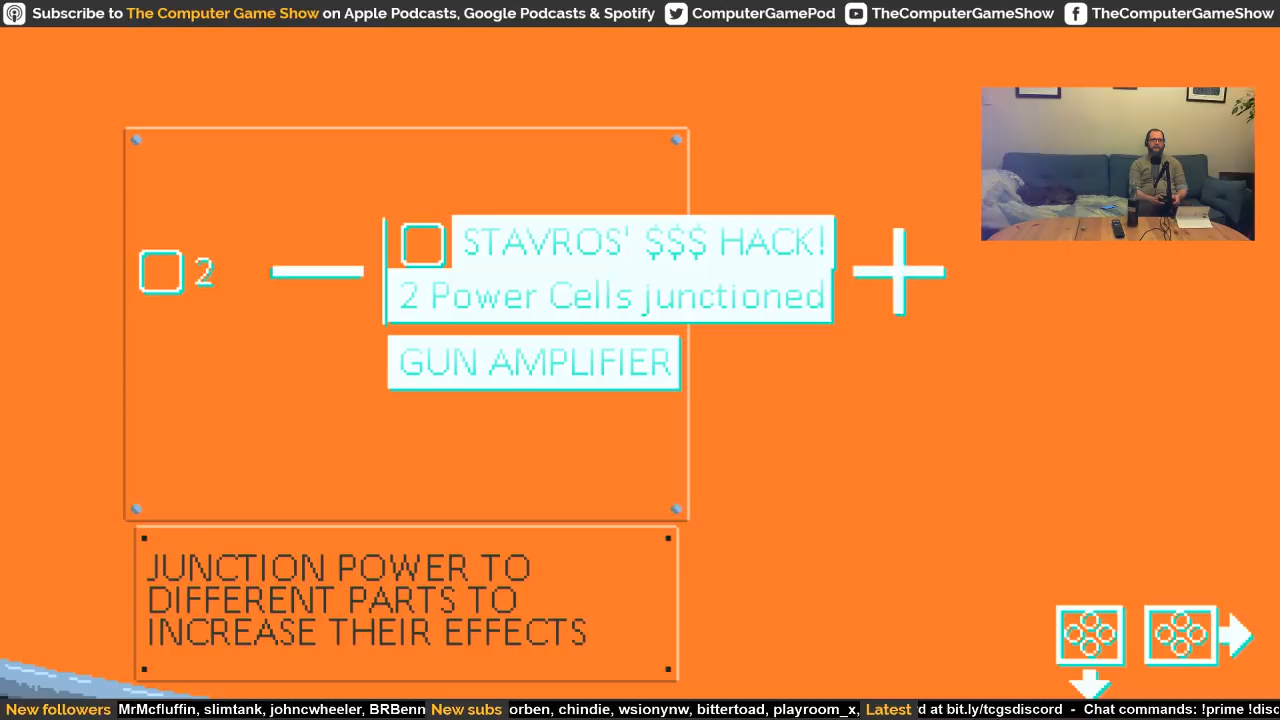 Subscribe to The Computer Game Show on Apple Podcasts, Google Podcasts & Spotify ComputerGamePod TheComputerGameShow TheComputerGameShow
2
STAVROS' $$$ HACK!
2 Power Cells junctioned
GUN AMPLIFIER
JUNCTION POWER TO
DIFFERENT PARTS TO
INCREASE THEIR EFFECTS
New followers MrMcfluffin, slimtank, johncwheeler, BRBenn New subs orben, chindie, wsionynw, bittertoad, playroom_x, Latest d at bit.ly/tcgsdiscord - Chat commands: !prime !disc